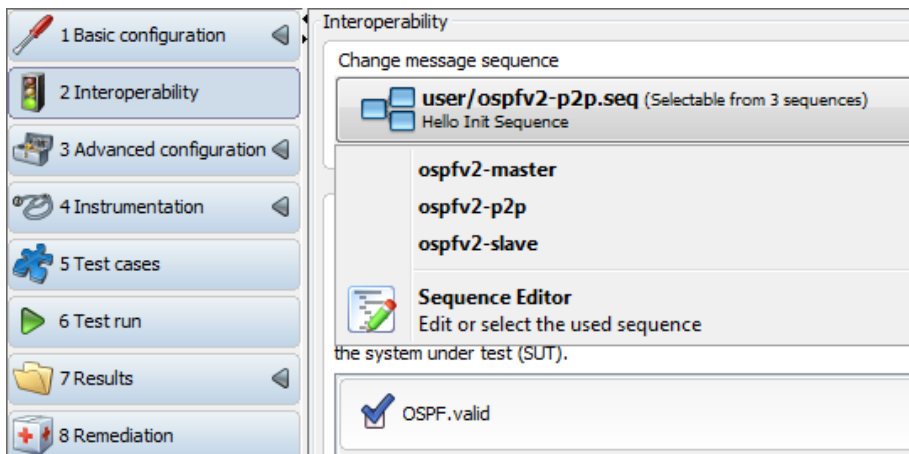 1 Basic configuration
2 Interoperability
3 Advanced configuration
4 Instrumentation
5 Test cases
6 Test run
7 Results
8 Remediation
Interoperability
Change message sequence
user/ospfv2-p2p.seq (Selectable from 3 sequences)
Hello Init Sequence
ospfv2-master
ospfv2-p2p
ospfv2-slave
Sequence Editor
Edit or select the used sequence
the system under test (SUT).
OSPF.valid